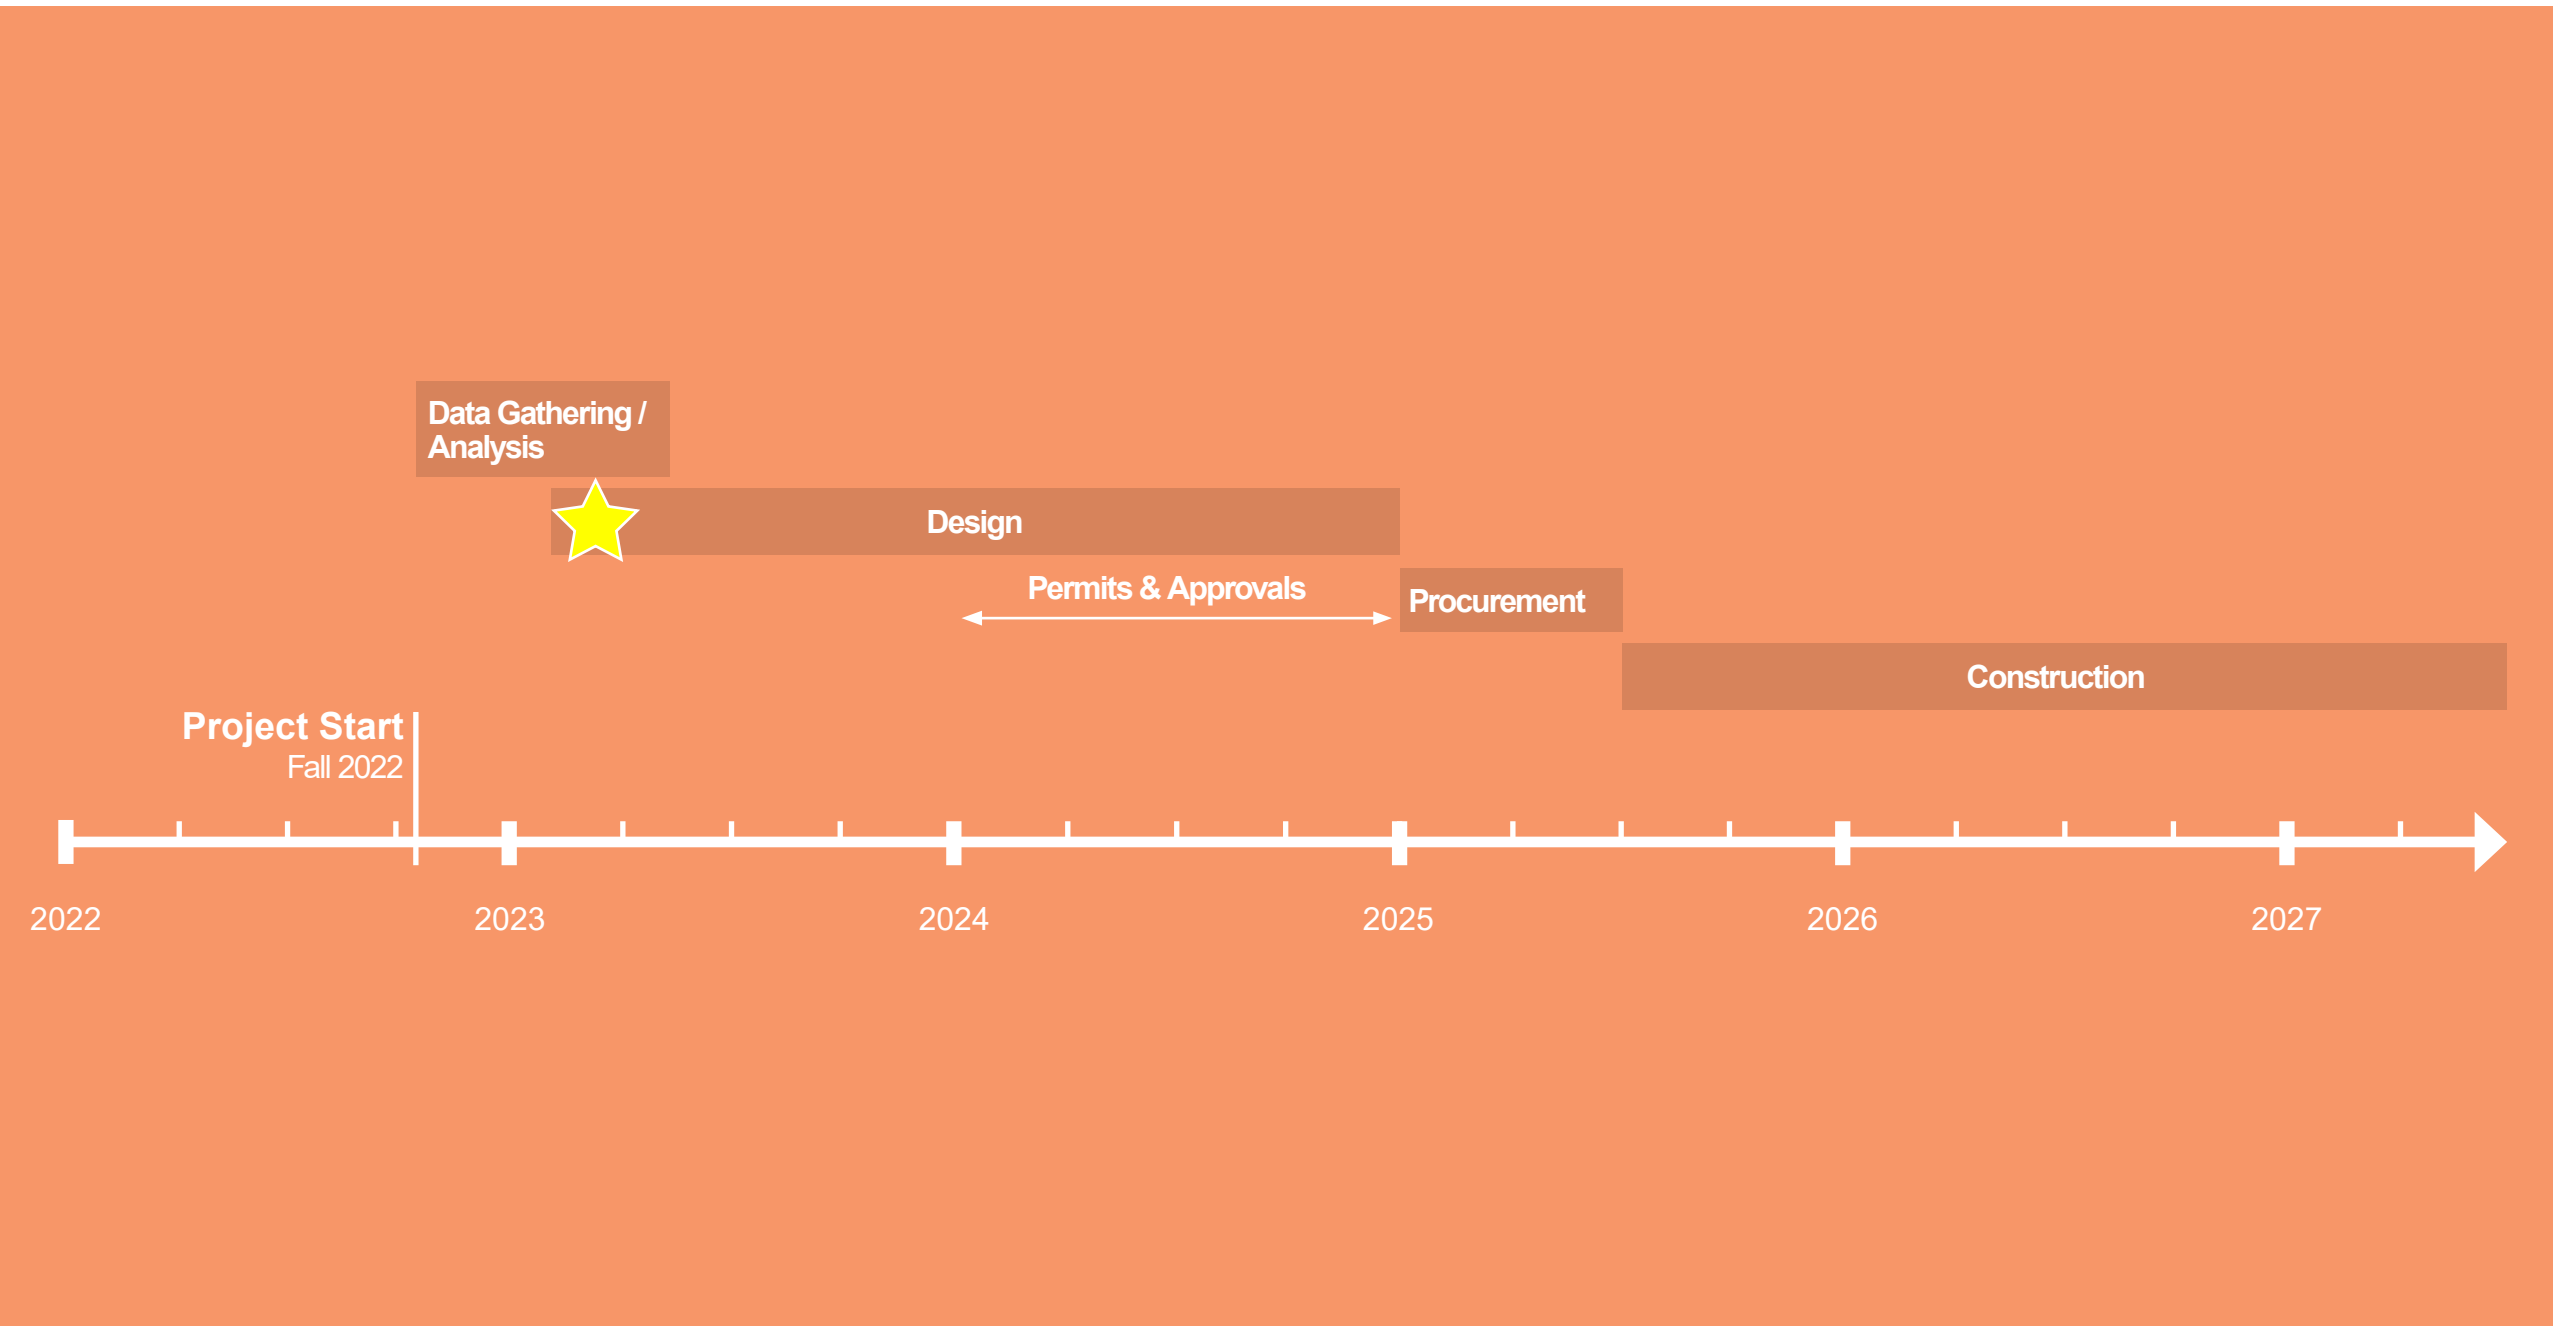 Data Gathering /
Analysis
Design
Permits & Approvals
Procurement
Construction
Project Start
Fall 2022
2022
2023
2024
2025
2026
2027